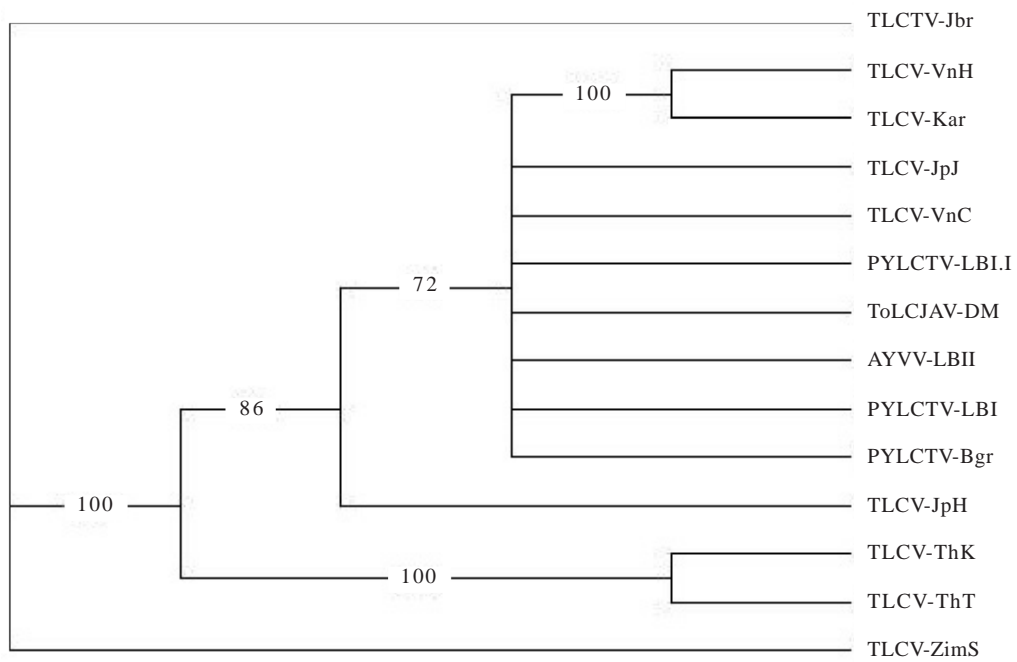 TLCTV-Jbr
TLCV-VnH
100
TLCV-Kar
TLCV-JpJ
TLCV-VnC
PYLCTV-LBI.I
72
ToLCJAV-DM
AYVV-LBII
86
PYLCTV-LBI
PYLCTV-Bgr
100
TLCV-JpH
TLCV-ThK
100
TLCV-ThT
TLCV-ZimS